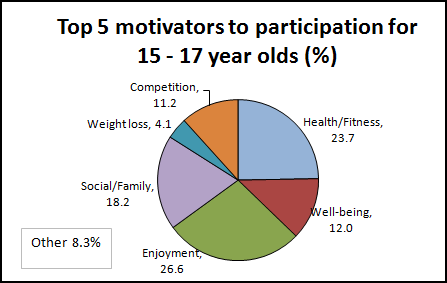 Top 5 motivators to participation for
15 - 17 year olds (%)
Competition,
11.2
Health/Fitness,
23.7
Weight loss, 4.1
Social/Family,
18.2
Well-being,
12.0
Enjoyment,
26.6
Other 8.3%